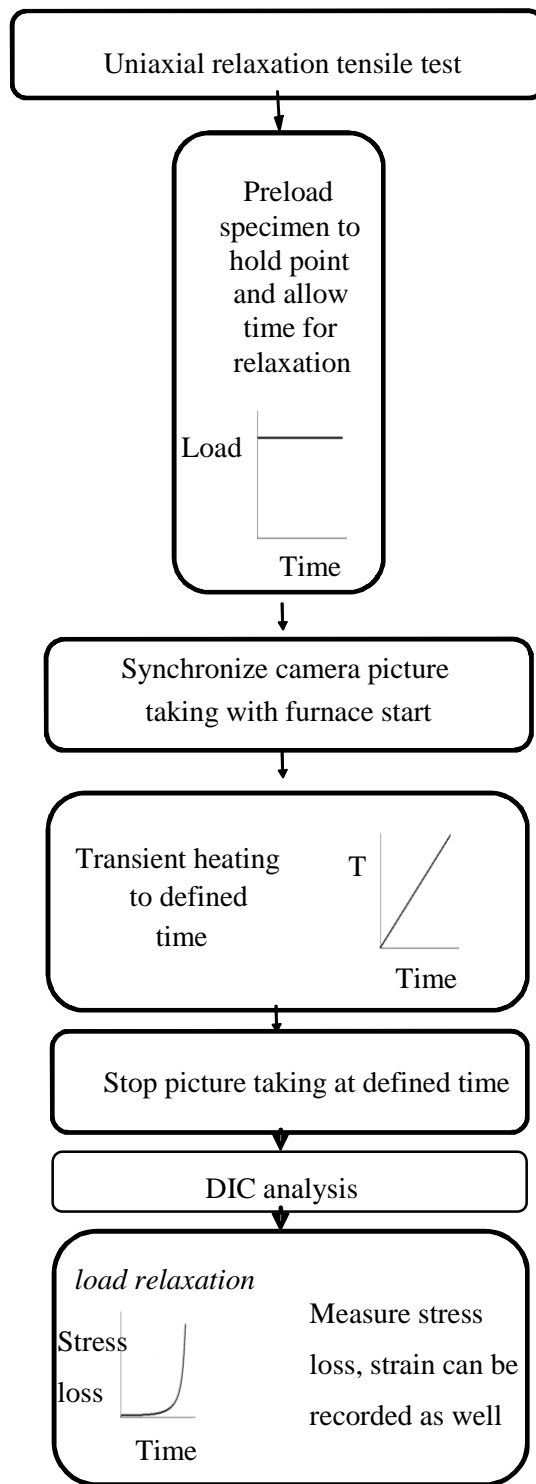 Uniaxial relaxation tensile test
Preload
specimen to
hold point
and allow
time for
relaxation
Load
Time
Synchronize camera picture
taking with furnace start
Transient heating
to defined
time
T
Time
Stop picture taking at defined time
DIC analysis
load relaxation
Stress
loss
Time
Measure stress
loss, strain can be
recorded as well